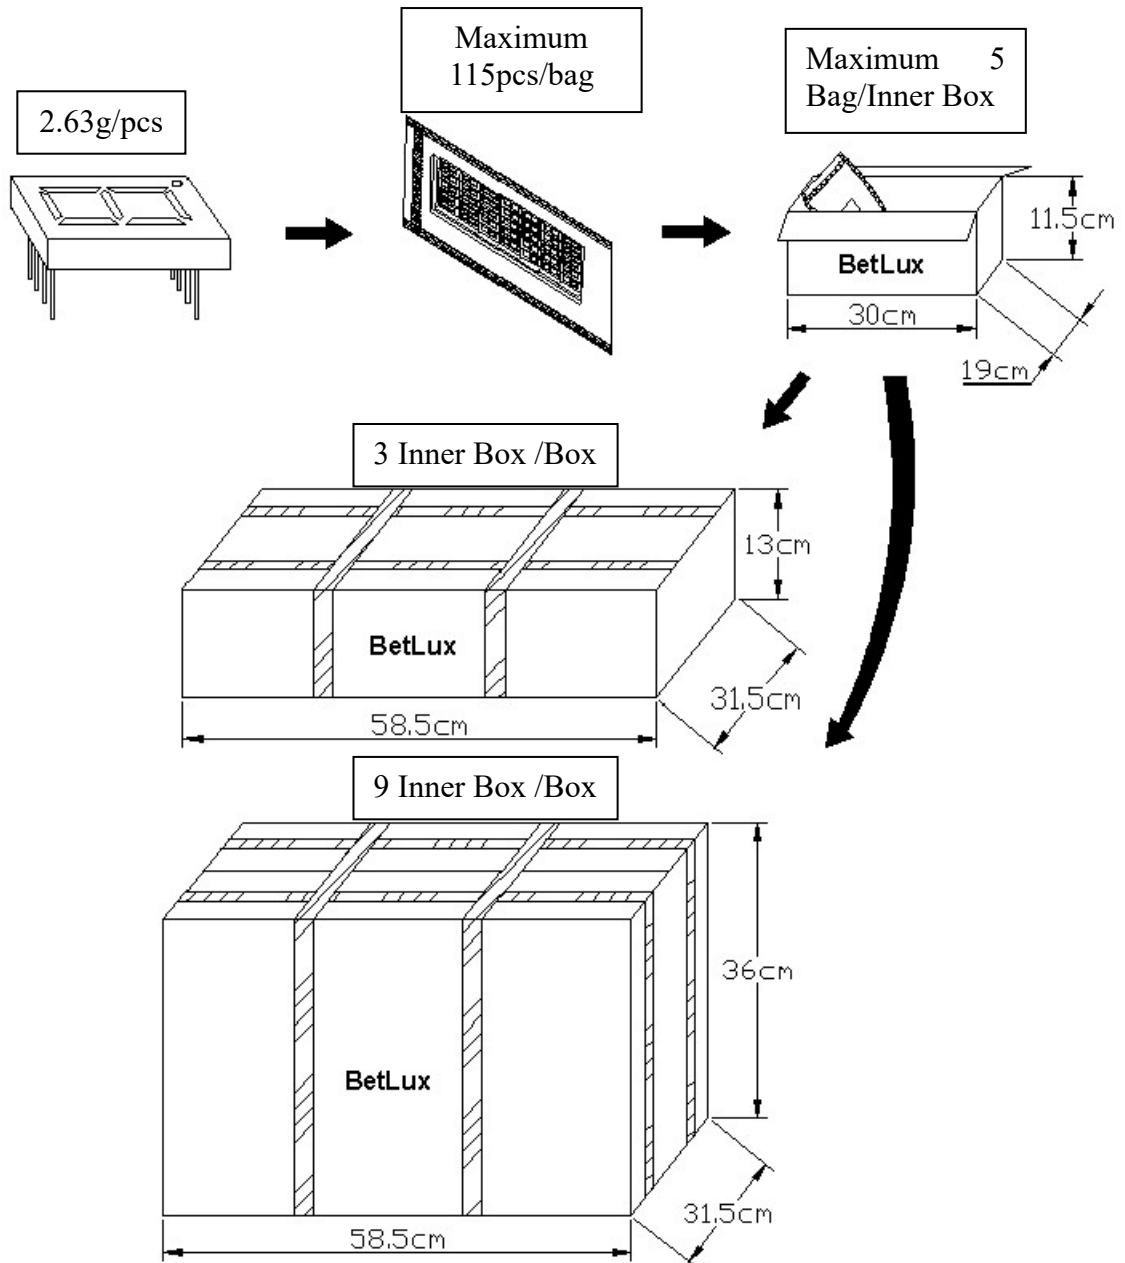 2.63g/pcs
Maximum
115pcs/bag
Maximum 5
Bag/Inner Box
BetLux
11.5cm
30cm
19cm
3 Inner Box /Box
BetLux
13cm
31.5cm
58.5cm
9 Inner Box /Box
BetLux
36cm
31.5cm
58.5cm